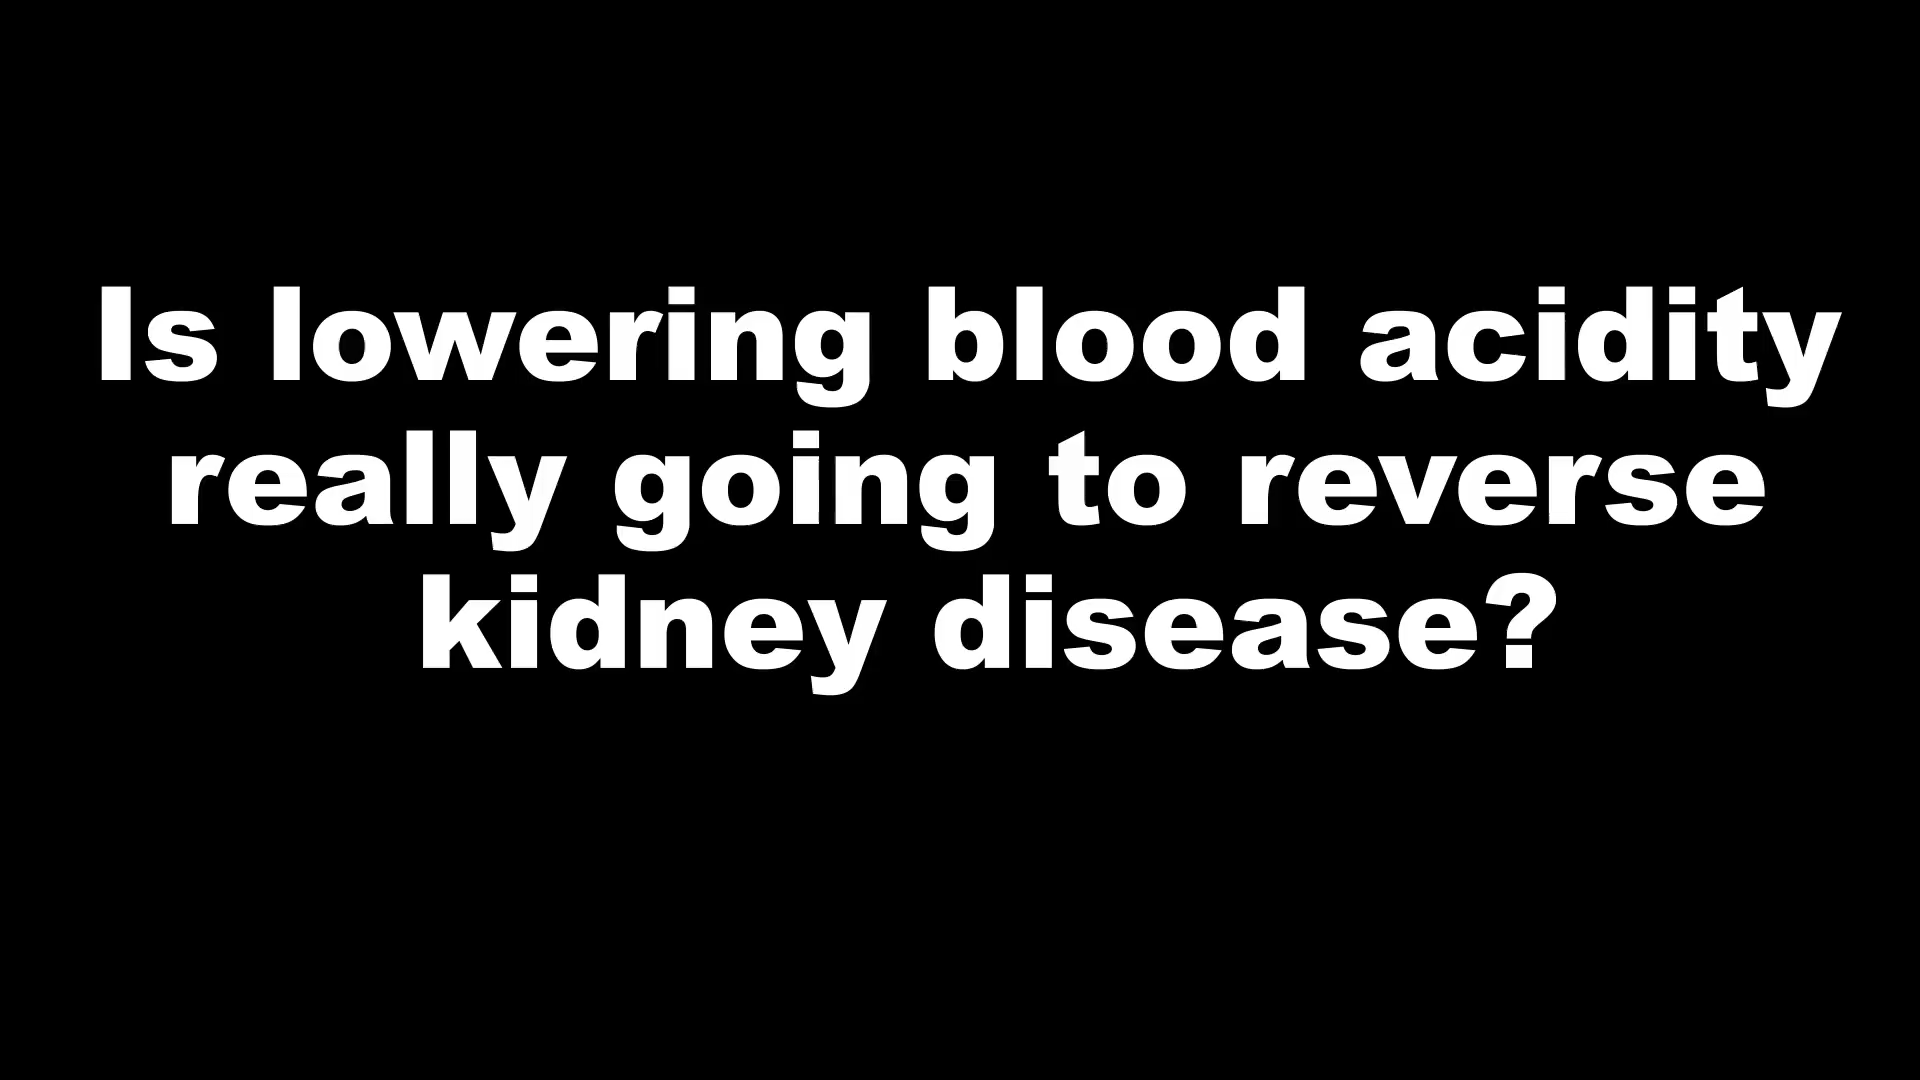 Is lowering blood acidity
really going to reverse
kidney disease?